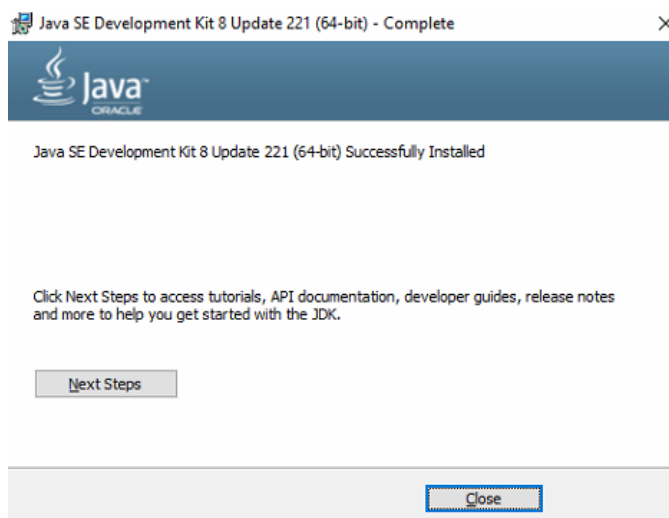 Java SE Development Kit 8 Update 221 (64-bit) - Complete
Java™
ORACLE
Java SE Development Kit 8 Update 221 (64-bit) Successfully Installed
Click Next Steps to access tutorials, API documentation, developer guides, release notes
and more to help you get started with the JDK.
Next Steps
Close